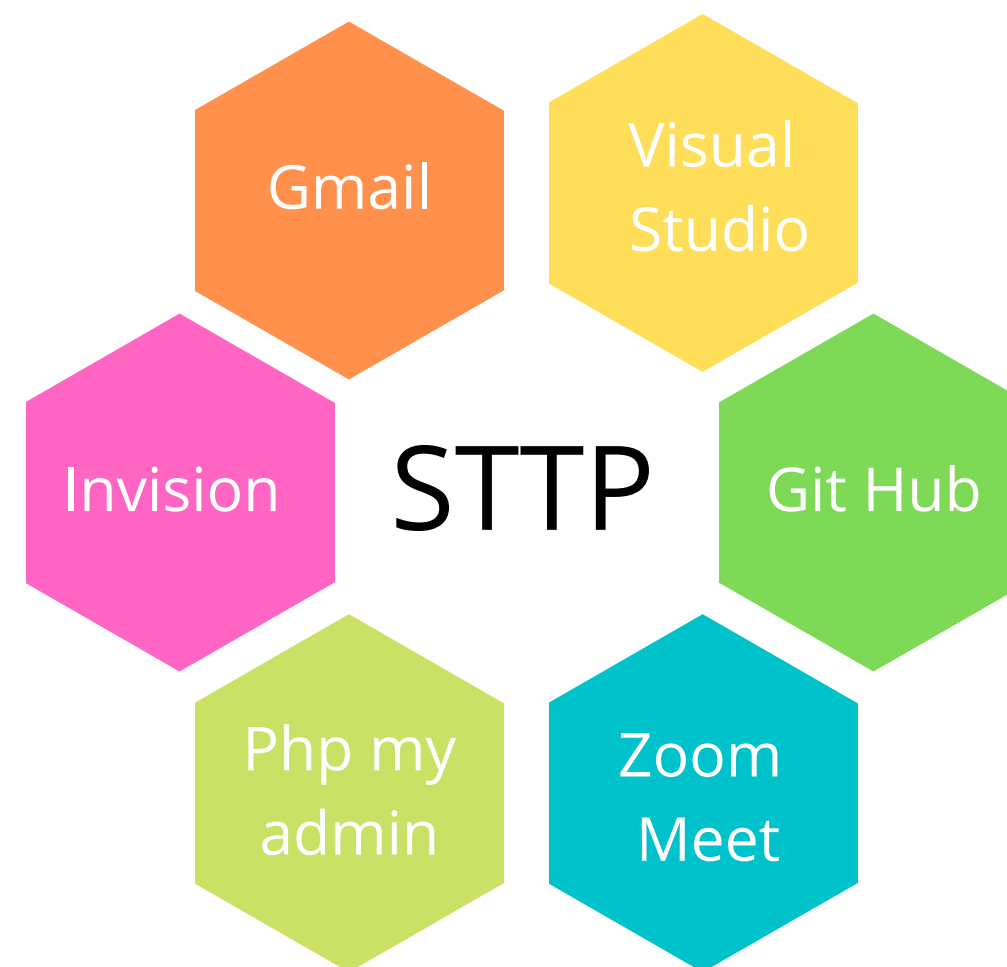 Gmail
Visual
Studio
Invision
STTP
Git Hub
Php my
admin
Zoom
Meet